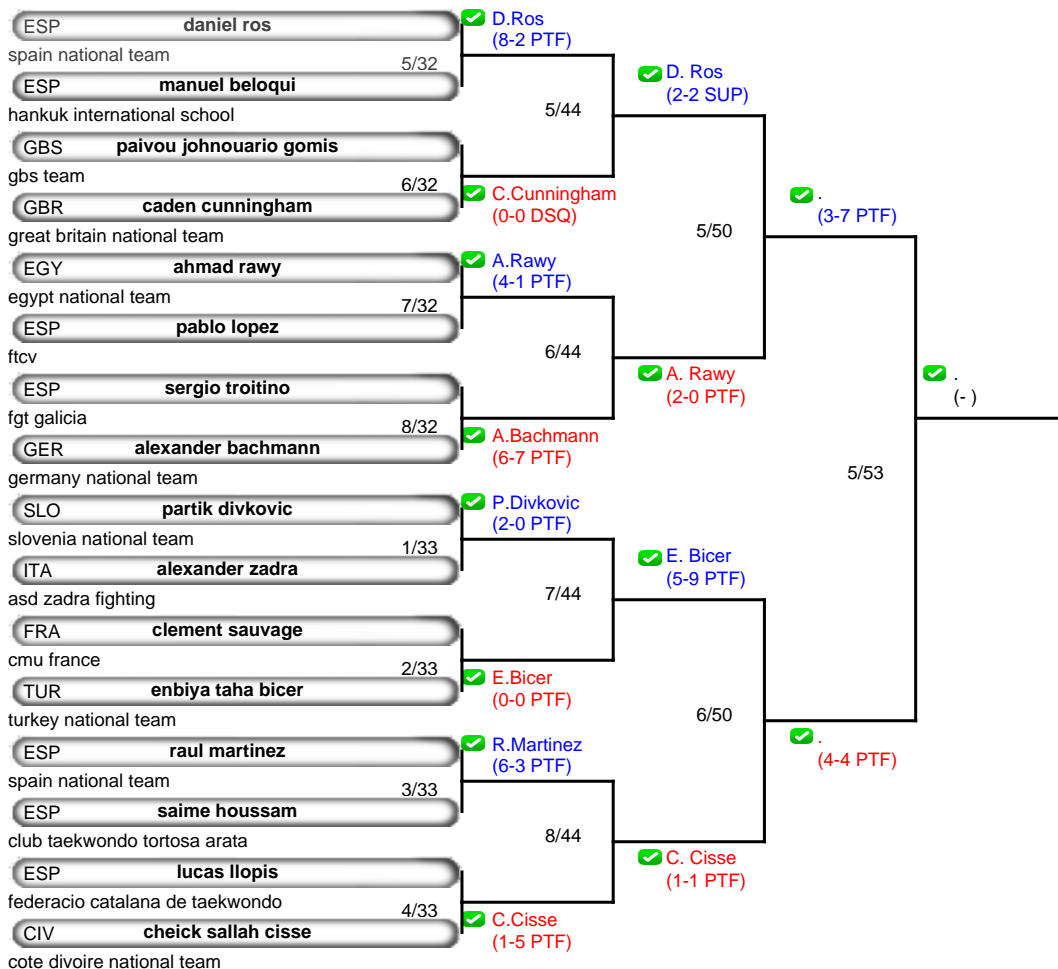 ESP daniel ros
spain national team
5/32
ESP manuel beloqui
hankuk international school
GBS paivou johnouario gomis
gbs team
6/32
GBR caden cunningham
great britain national team
EGY ahmad rawy
egypt national team
7/32
ESP pablo lopez
ftcv
ESP sergio troitino
fgt galicia
8/32
GER alexander bachmann
germany national team
SLO partik divkovic
slovenia national team
1/33
ITA alexander zadra
asd zadra fighting
FRA clement sauvage
cmu france
2/33
TUR enbiya taha bicer
turkey national team
ESP raul martinez
spain national team
3/33
ESP saime houssam
club taekwondo tortosa arata
ESP lucas llopis
federacio catalana de taekwondo
4/33
CIV cheick sallah cisse
cote divoire national team
D.Ros
(8-2 PTF)
5/44
C.Cunningham
(0-0 DSQ)
A.Rawy
(4-1 PTF)
6/44
A.Bachmann
(6-7 PTF)
P.Divkovic
(2-0 PTF)
7/44
E.Bicer
(0-0 PTF)
R.Martinez
(6-3 PTF)
8/44
C.Cisse
(1-5 PTF)
D. Ros
(2-2 SUP)
5/50
A. Rawy
(2-0 PTF)
E. Bicer
(5-9 PTF)
6/50
C. Cisse
(1-1 PTF)
.
(3-7 PTF)
5/53
.
(4-4 PTF)
.
(- )